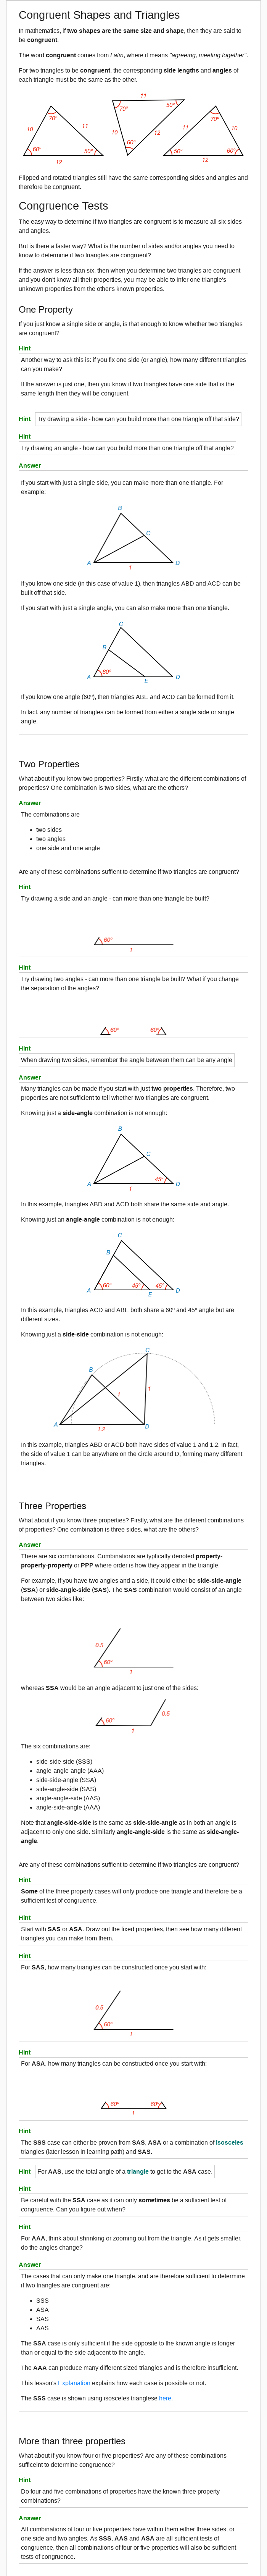 Congruent Shapes and Triangles
In mathematics, if two shapes are the same size and shape, then they are said to
be congruent.
The word congruent comes from Latin, where it means "agreeing, meeting together".
For two triangles to be congruent, the corresponding side lengths and angles of
each triangle must be the same as the other.
11
70° 50° 70°
10 11 10 12 11 10
60°
60° 50° 50° 60°
12 12
Flipped and rotated triangles still have the same corresponding sides and angles and
therefore be congruent.
Congruence Tests
The easy way to determine if two triangles are congruent is to measure all six sides
and angles.
But is there a faster way? What is the number of sides and/or angles you need to
know to determine if two triangles are congruent?
If the answer is less than six, then when you determine two triangles are congruent
and you don't know all their properties, you may be able to infer one triangle's
unknown properties from the other's known properties.
One Property
If you just know a single side or angle, is that enough to know whether two triangles
are congruent?
Hint
Another way to ask this is: if you fix one side (or angle), how many different triangles
can you make?
If the answer is just one, then you know if two triangles have one side that is the
same length then they will be congruent.
Hint Try drawing a side - how can you build more than one triangle off that side?
Hint
Try drawing an angle - how can you build more than one triangle off that angle?
Answer
If you start with just a single side, you can make more than one triangle. For
example:
B
C
A D
1
If you know one side (in this case of value 1), then triangles ABD and ACD can be
built off that side.
If you start with just a single angle, you can also make more than one triangle.
C
B
60º
A D
E
If you know one angle (60º), then triangles ABE and ACD can be formed from it.
In fact, any number of triangles can be formed from either a single side or single
angle.
Two Properties
What about if you know two properties? Firstly, what are the different combinations of
properties? One combination is two sides, what are the others?
Answer
The combinations are
• two sides
• two angles
• one side and one angle
Are any of these combinations suffient to determine if two triangles are congruent?
Hint
Try drawing a side and an angle - can more than one triangle be built?
60°
1
Hint
Try drawing two angles - can more than one triangle be built? What if you change
the separation of the angles?
60° 60°
Hint
When drawing two sides, remember the angle between them can be any angle
Answer
Many triangles can be made if you start with just two properties. Therefore, two
properties are not sufficient to tell whether two triangles are congruent.
Knowing just a side-angle combination is not enough:
B
C
45°
A D
1
In this example, triangles ABD and ACD both share the same side and angle.
Knowing just an angle-angle combination is not enough:
C
B
60° 45° 45°
A D
E
In this example, triangles ACD and ABE both share a 60º and 45º angle but are
different sizes.
Knowing just a side-side combination is not enough:
C
B
1 1
A D
1.2
In this example, triangles ABD or ACD both have sides of value 1 and 1.2. In fact,
the side of value 1 can be anywhere on the circle around D, forming many different
triangles.
Three Properties
What about if you know three properties? Firstly, what are the different combinations
of properties? One combination is three sides, what are the others?
Answer
There are six combinations. Combinations are typlically denoted property-
property-property or PPP where order is how they appear in the triangle.
For example, if you have two angles and a side, it could either be side-side-angle
(SSA) or side-angle-side (SAS). The SAS combination would consist of an angle
between two sides like:
0.5
60°
1
whereas SSA would be an angle adjacent to just one of the sides:
0.5
60°
1
The six combinations are:
• side-side-side (SSS)
• angle-angle-angle (AAA)
• side-side-angle (SSA)
• side-angle-side (SAS)
• angle-angle-side (AAS)
• angle-side-angle (AAA)
Note that angle-side-side is the same as side-side-angle as in both an angle is
adjacent to only one side. Similarly angle-angle-side is the same as side-angle-
angle.
Are any of these combinations suffient to determine if two triangles are congruent?
Hint
Some of the three property cases will only produce one triangle and therefore be a
sufficient test of congruence.
Hint
Start with SAS or ASA. Draw out the fixed properties, then see how many different
triangles you can make from them.
Hint
For SAS, how many triangles can be constructed once you start with:
0.5
60°
1
Hint
For ASA, how many triangles can be constructed once you start with:
60° 60°
1
Hint
The SSS case can either be proven from SAS, ASA or a combination of isosceles
triangles (later lesson in learning path) and SAS.
Hint For AAS, use the total angle of a triangle to get to the ASA case.
Hint
Be careful with the SSA case as it can only sometimes be a sufficient test of
congruence. Can you figure out when?
Hint
For AAA, think about shrinking or zooming out from the triangle. As it gets smaller,
do the angles change?
Answer
The cases that can only make one triangle, and are therefore sufficient to determine
if two triangles are congruent are:
• SSS
• ASA
• SAS
• AAS
The SSA case is only sufficient if the side opposite to the known angle is longer
than or equal to the side adjacent to the angle.
The AAA can produce many different sized triangles and is therefore insufficient.
This lesson's Explanation explains how each case is possible or not.
The SSS case is shown using isosceles trianglese here.
More than three properties
What about if you know four or five properties? Are any of these combinations
sufficeint to determine congruence?
Hint
Do four and five combinations of properties have the known three property
combinations?
Answer
All combinations of four or five properties have within them either three sides, or
one side and two angles. As SSS, AAS and ASA are all sufficient tests of
congruence, then all combinations of four or five properties will also be sufficient
tests of congruence.